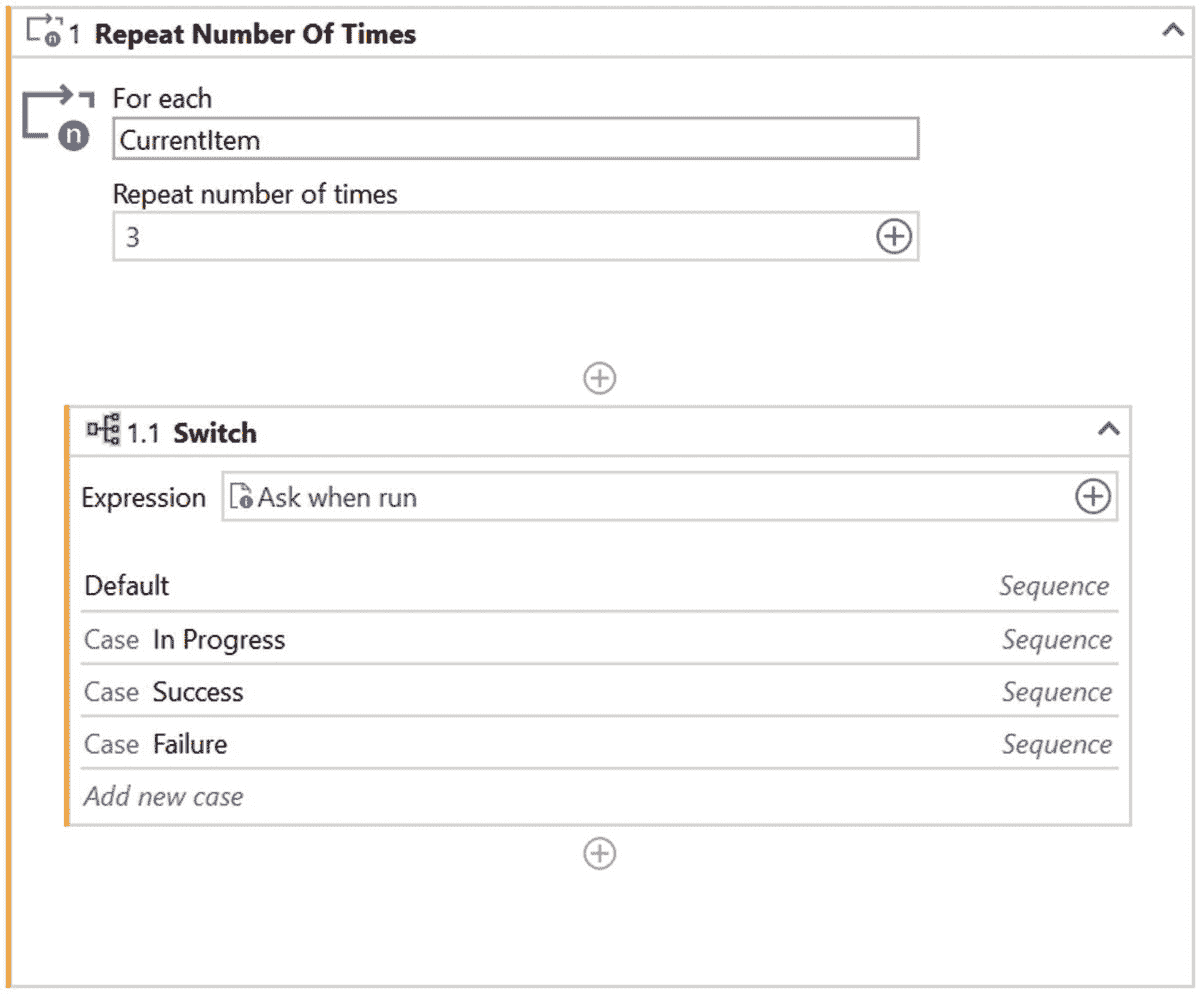 1 Repeat Number Of Times
For each
n CurrentItem
Repeat number of times
3
1.1 Switch
Expression Ask when run
Default Sequence
Case In Progress Sequence
Case Success Sequence
Case Failure Sequence
Add new case